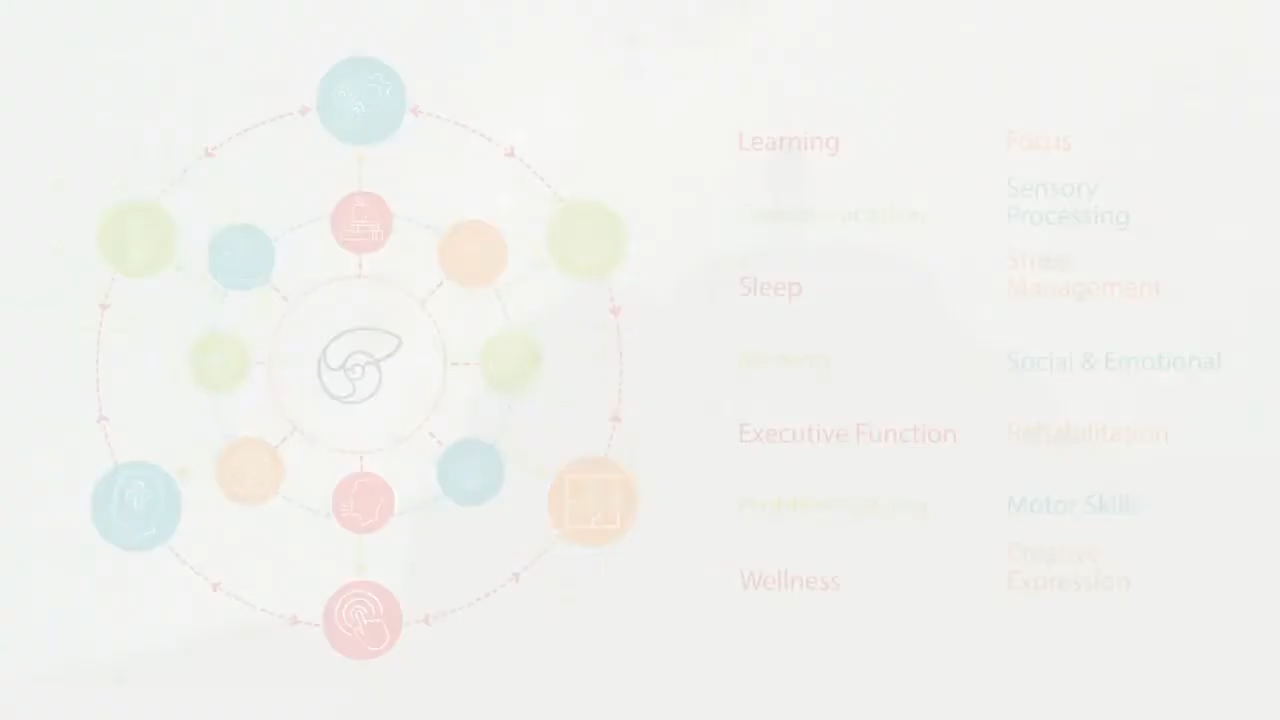 Learning
Focus
Sensory
Processing
Sleep
Stress
Management
Social & Emotional
Executive Function
Rehabilitation
Motor Skills
Wellness
Creative
Expression